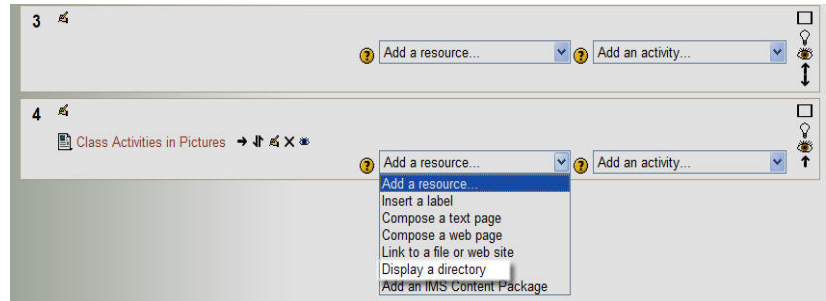 3
Add a resource... Add an activity...
4
Class Activities in Pictures
Add a resource... Add an activity...
Add a resource...
Insert a label
Compose a text page
Compose a web page
Link to a file or web site
Display a directory
Add an IMS Content Package